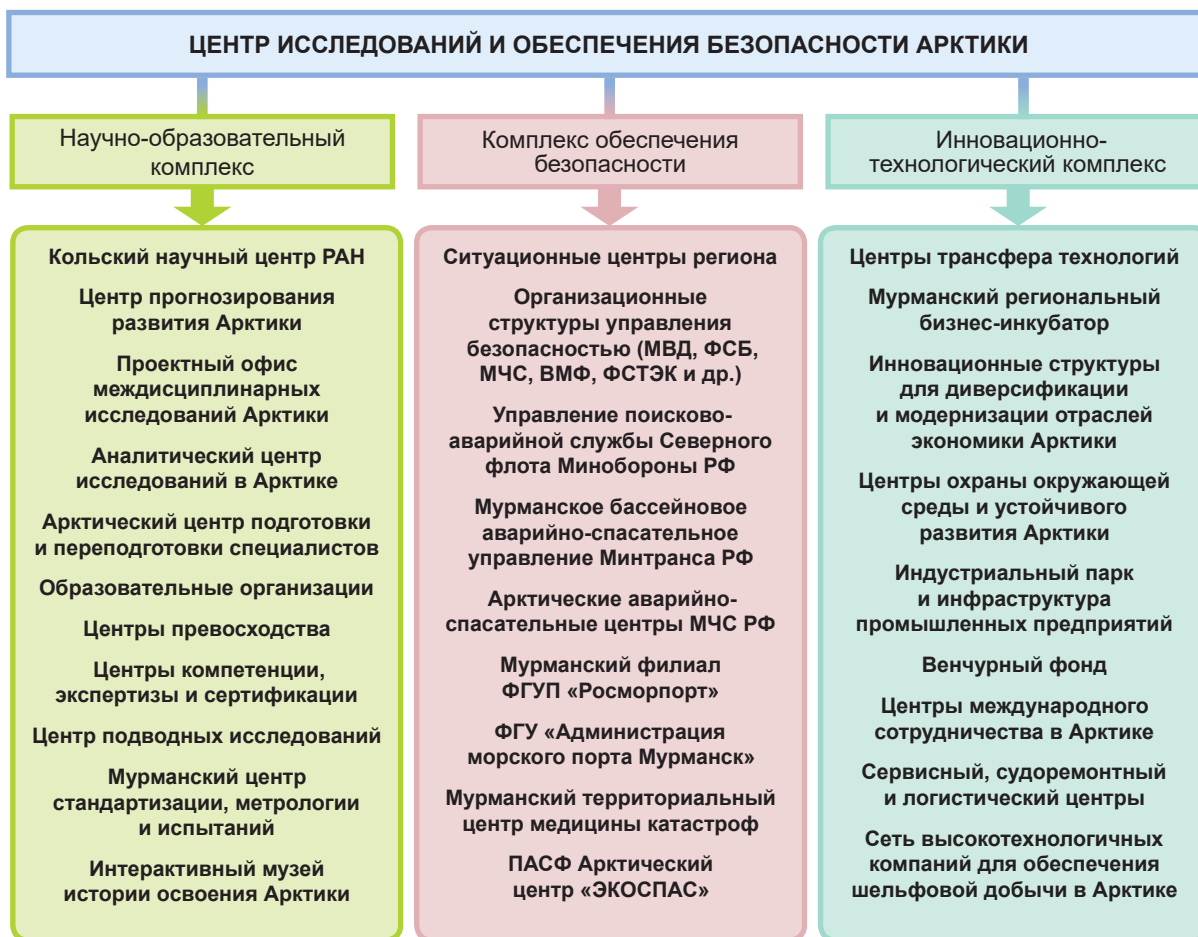 ЦЕНТР ИССЛЕДОВАНИЙ И ОБЕСПЕЧЕНИЯ БЕЗОПАСНОСТИ АРКТИКИ
Научно-образовательный
комплекс
Кольский научный центр РАН
Центр прогнозирования
развития Арктики
Проектный офис
междисциплинарных
исследований Арктики
Аналитический центр
исследований в Арктике
Арктический центр подготовки
и переподготовки специалистов
Образовательные организации
Центры превосходства
Центры компетенции,
экспертизы и сертификации
Центр подводных исследований
Мурманский центр
стандартизации, метрологии
и испытаний
Интерактивный музей
истории освоения Арктики
Комплекс обеспечения
безопасности
Ситуационные центры региона
Организационные
структуры управления
безопасностью (МВД, ФСБ,
МЧС, ВМФ, ФСТЭК и др.)
Управление поисково-
аварийной службы Северного
флота Минобороны РФ
Мурманское бассейновое
аварийно-спасательное
управление Минтранса РФ
Арктические аварийно-
спасательные центры МЧС РФ
Мурманский филиал
ФГУП «Росморпорт»
ФГУ «Администрация
морского порта Мурманск»
Мурманский территориальный
центр медицины катастроф
ПАСФ Арктический
центр «ЭКОСПАС»
Инновационно-
технологический комплекс
Центры трансфера технологий
Мурманский региональный
бизнес-инкубатор
Инновационные структуры
для диверсификации
и модернизации отраслей
экономики Арктики
Центры охраны окружающей
среды и устойчивого
развития Арктики
Индустриальный парк
и инфраструктура
промышленных предприятий
Венчурный фонд
Центры международного
сотрудничества в Арктике
Сервисный, судоремонтный
и логистический центры
Сеть высокотехнологичных
компаний для обеспечения
шельфовой добычи в Арктике